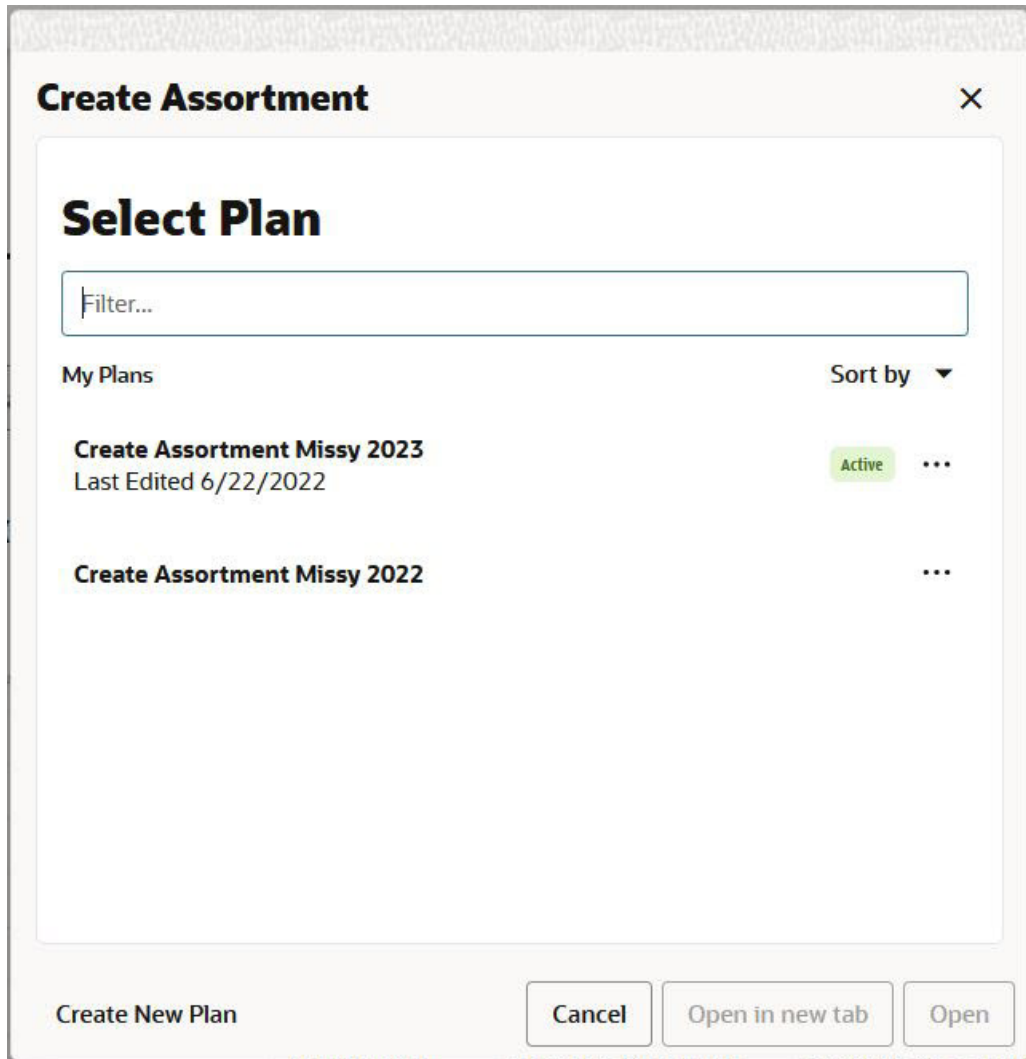 Create Assortment
Select Plan
Filter...
My Plans
Sort by
Create Assortment Missy 2023
Last Edited 6/22/2022
Active
Create Assortment Missy 2022
Create New Plan
Cancel
Open in new tab
Open